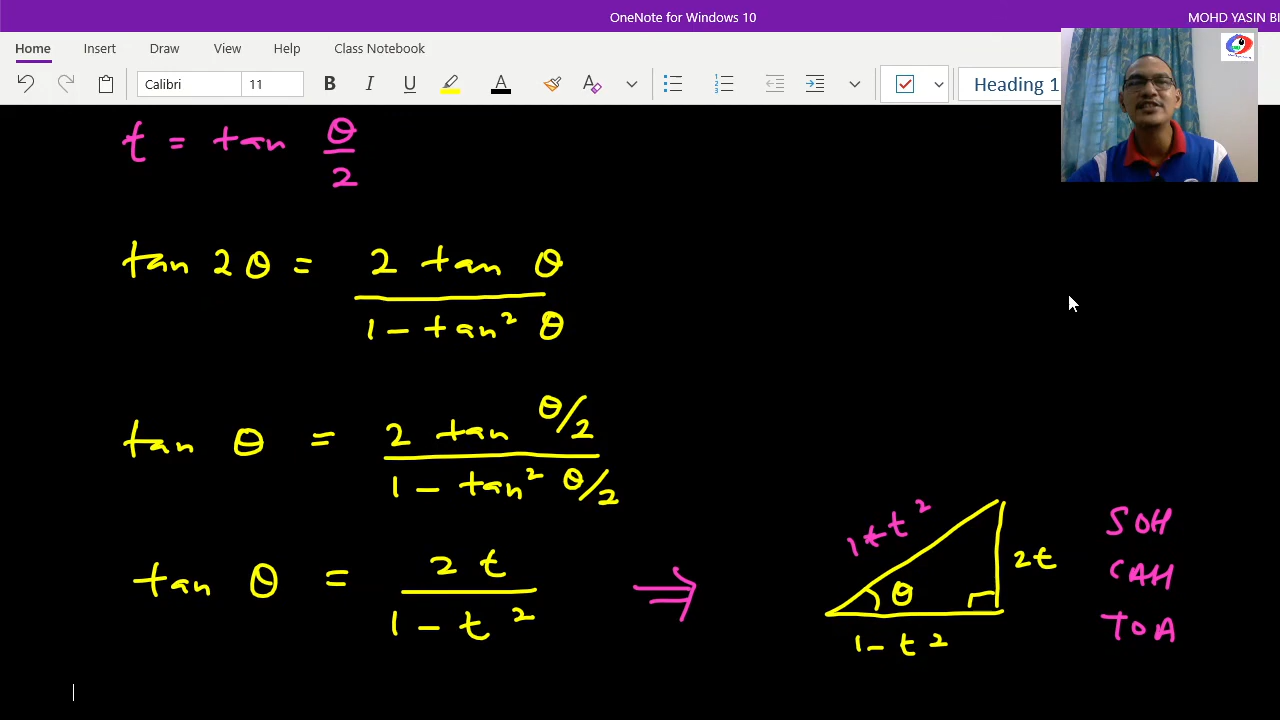 OneNote for Windows 10
MOHD YASIN BI
Home Insert Draw View Help Class Notebook
Calibri 11 B I U A A Heading 1
t = tan θ/2
tan 2θ = 2 tan θ / 1 - tan² θ
tan θ = 2 tan θ/2 / 1 - tan² θ/2
tan θ = 2t / 1 - t² ⇒
1+t²
θ
2t
1-t²
SOH
CAH
TOA